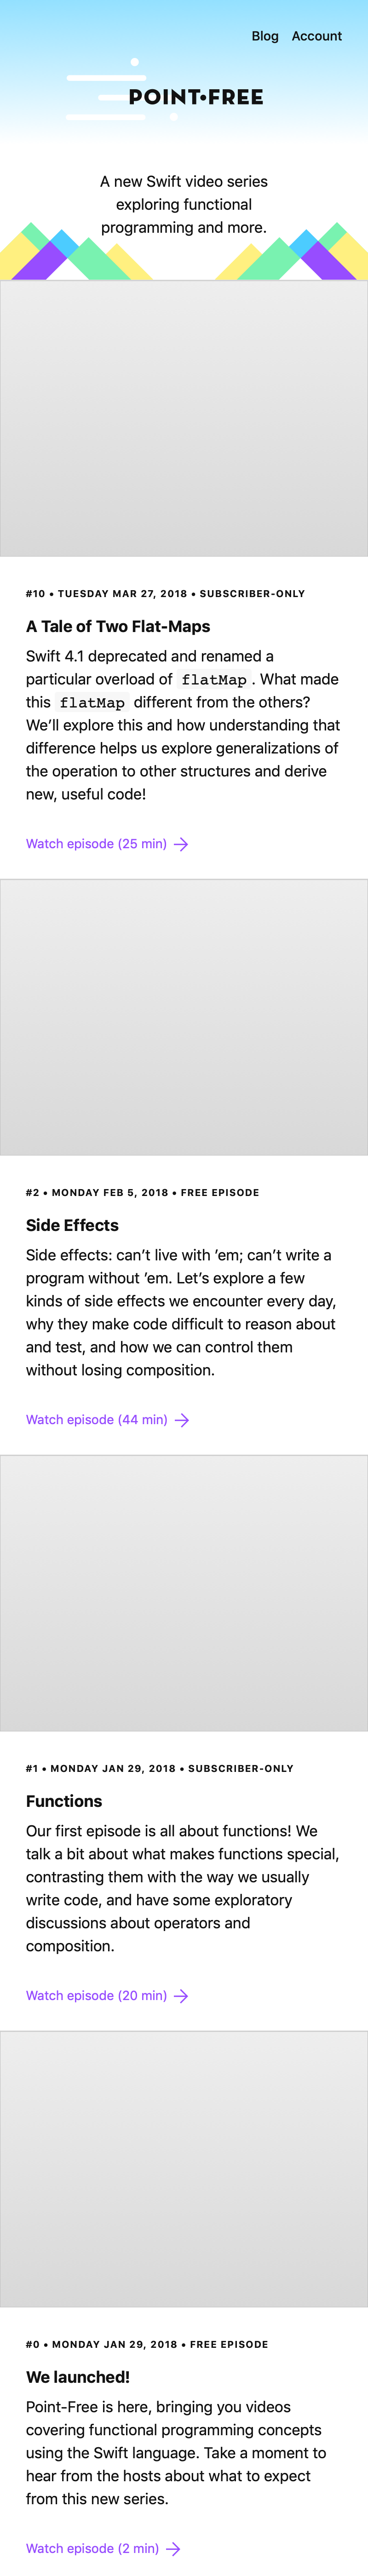 Blog Account
POINT•FREE
A new Swift video series
exploring functional
programming and more.
#10 • TUESDAY MAR 27, 2018 • SUBSCRIBER-ONLY
A Tale of Two Flat-Maps
Swift 4.1 deprecated and renamed a
particular overload of flatMap. What made
this flatMap different from the others?
We’ll explore this and how understanding that
difference helps us explore generalizations of
the operation to other structures and derive
new, useful code!
Watch episode (25 min)
#2 • MONDAY FEB 5, 2018 • FREE EPISODE
Side Effects
Side effects: can’t live with ’em; can’t write a
program without ’em. Let’s explore a few
kinds of side effects we encounter every day,
why they make code difficult to reason about
and test, and how we can control them
without losing composition.
Watch episode (44 min)
#1 • MONDAY JAN 29, 2018 • SUBSCRIBER-ONLY
Functions
Our first episode is all about functions! We
talk a bit about what makes functions special,
contrasting them with the way we usually
write code, and have some exploratory
discussions about operators and
composition.
Watch episode (20 min)
#0 • MONDAY JAN 29, 2018 • FREE EPISODE
We launched!
Point-Free is here, bringing you videos
covering functional programming concepts
using the Swift language. Take a moment to
hear from the hosts about what to expect
from this new series.
Watch episode (2 min)